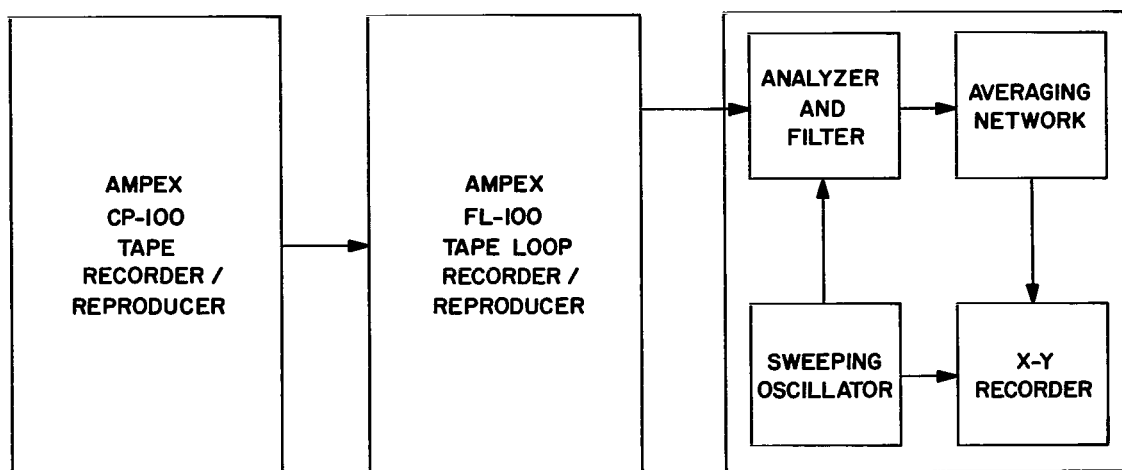 AMPEX
CP-100
TAPE
RECORDER /
REPRODUCER
AMPEX
FL-100
TAPE LOOP
RECORDER /
REPRODUCER
ANALYZER
AND
FILTER
AVERAGING
NETWORK
SWEEPING
OSCILLATOR
X-Y
RECORDER